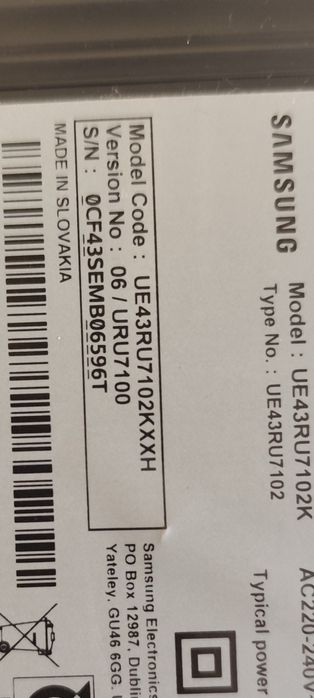 SAMSUNG
Model : UE43RU7102K
Type No. : UE43RU7102
AC220-240V
Typical power
Model Code : UE43RU7102KXXH
Version No : 06 / URU7100
S/N : 0CF43SEMB06596T
MADE IN SLOVAKIA
Samsung Electronics
PO Box 12987. Dublin
Yateley. GU46 6GG.